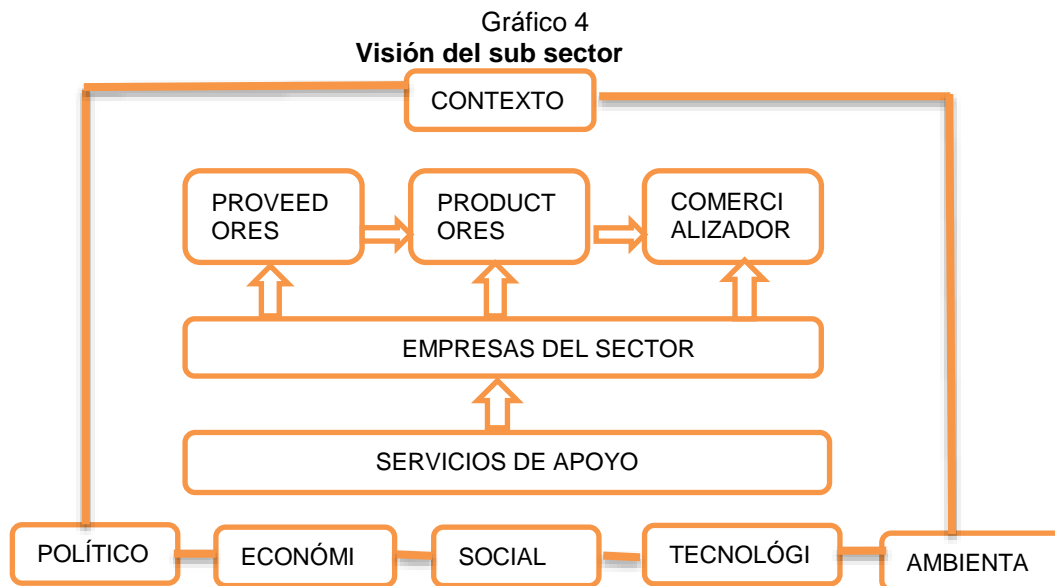 Gráfico 4
Visión del sub sector
CONTEXTO
PROVEED
ORES
PRODUCT
ORES
COMERCI
ALIZADOR
EMPRESAS DEL SECTOR
SERVICIOS DE APOYO
POLÍTICO
ECONÓMI
SOCIAL
TECNOLÓGI
AMBIENTA